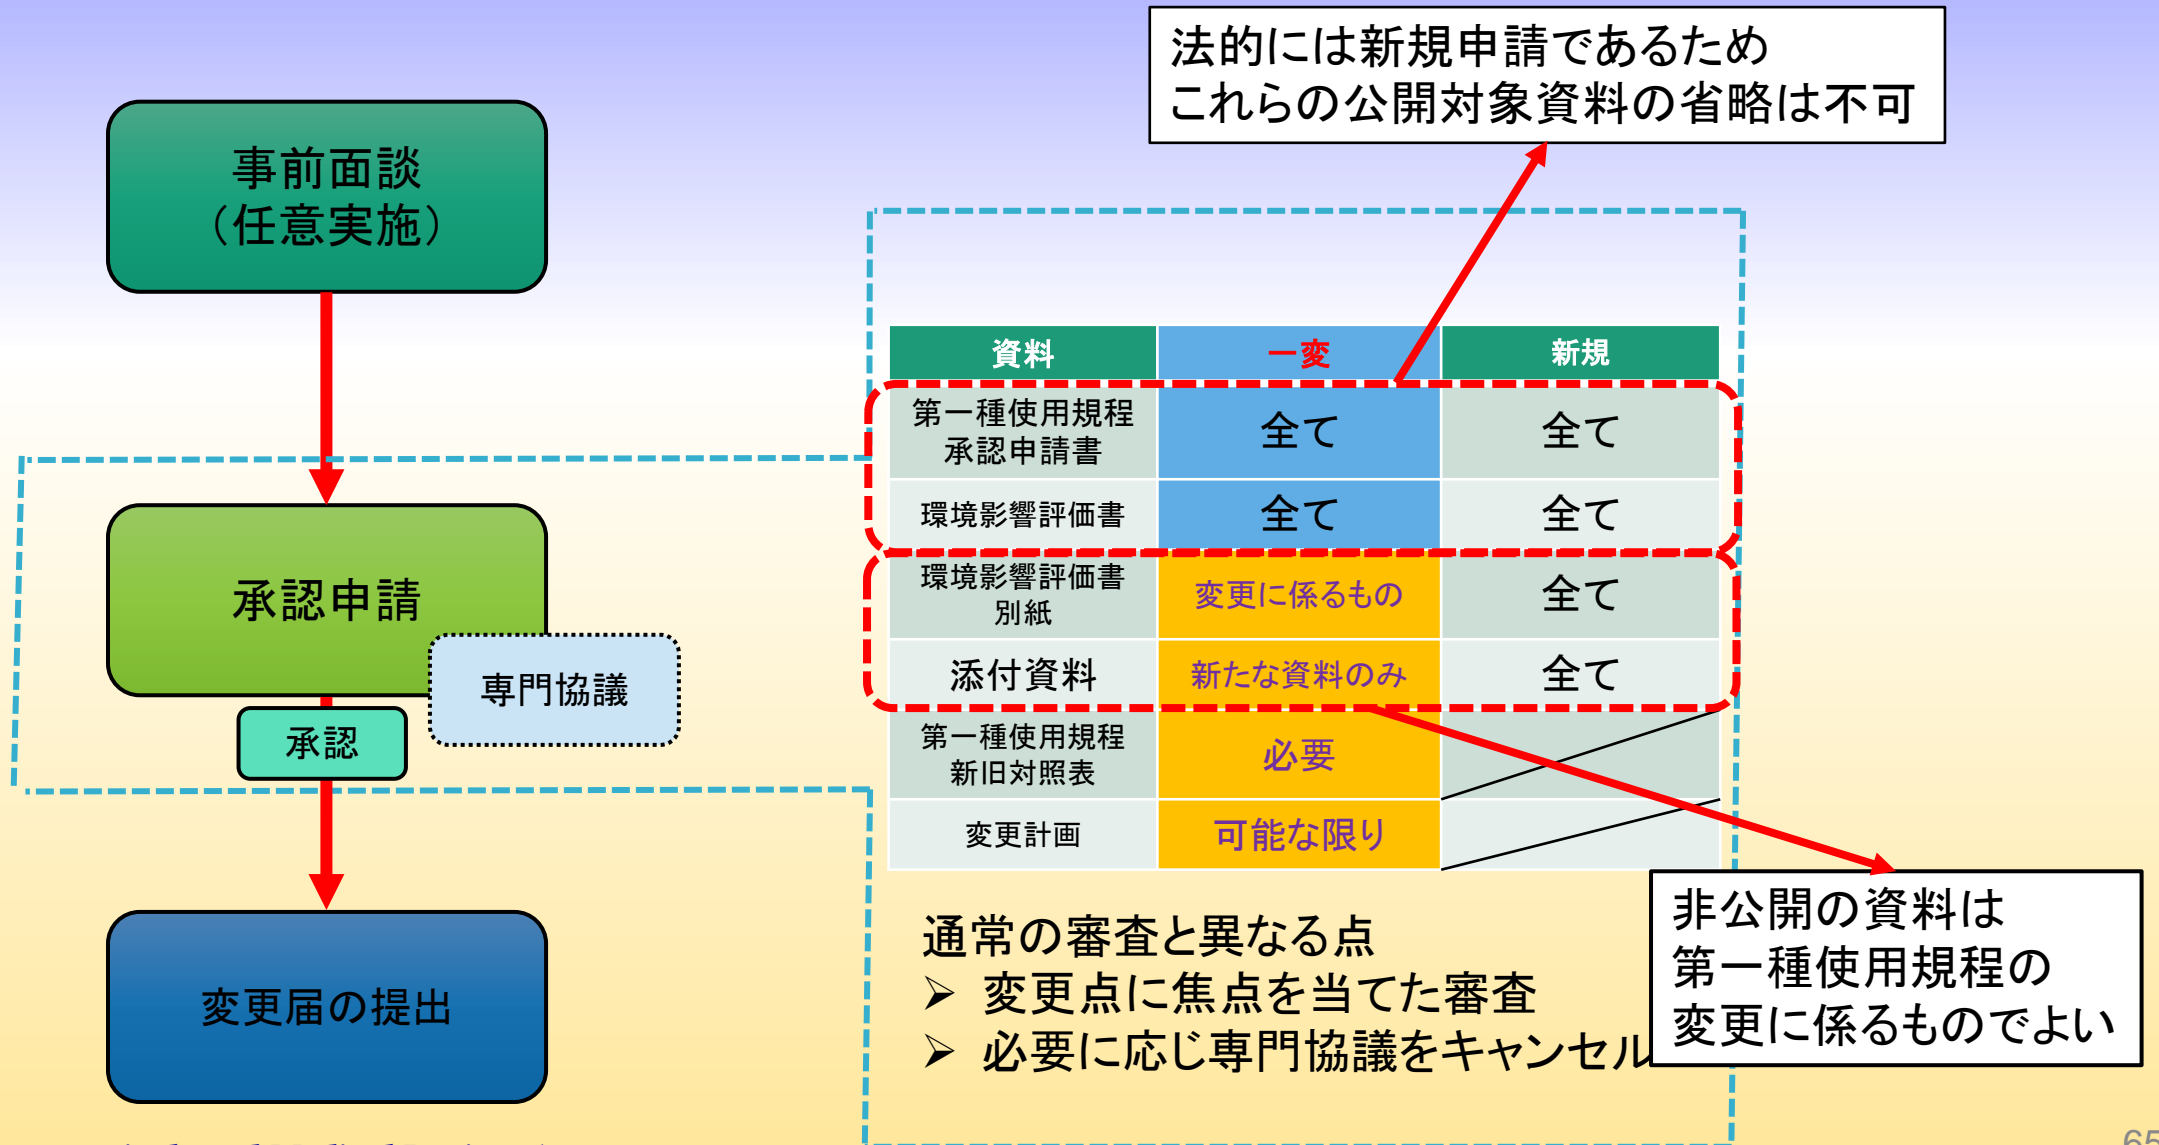 法的には新規申請であるため
これらの公開対象資料の省略は不可
事前面談
（任意実施）
承認申請
専門協議
承認
変更届の提出
資料 一変 新規
第一種使用規程
承認申請書 全て 全て
環境影響評価書 全て 全て
環境影響評価書
別紙 変更に係るもの 全て
添付資料 新たな資料のみ 全て
第一種使用規程
新旧対照表 必要
変更計画 可能な限り
通常の審査と異なる点
➢ 変更点に焦点を当てた審査
➢ 必要に応じ専門協議をキャンセル
非公開の資料は
第一種使用規程の
変更に係るものでよい
65